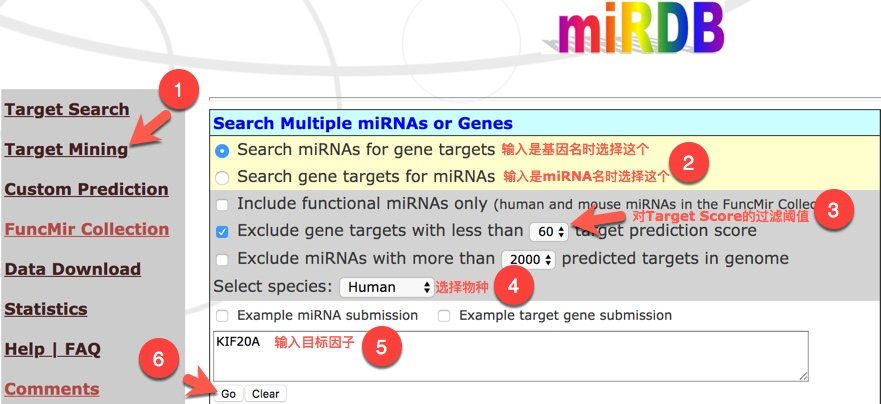 miRDB
1
Target Search
Target Mining
Custom Prediction
FuncMir Collection
Data Download
Statistics
Help | FAQ
Comments
Search Multiple miRNAs or Genes
Search miRNAs for gene targets 输入是基因名时选择这个
Search gene targets for miRNAs 输入是miRNA名时选择这个
2
Include functional miRNAs only (human and mouse miRNAs in the FuncMir Collec
对Target Score的过滤阈值 3
Exclude gene targets with less than 60 target prediction score
Exclude miRNAs with more than 2000 predicted targets in genome
Select species: Human 选择物种 4
Example miRNA submission Example target gene submission
KIF20A 输入目标因子 5
6
Go Clear